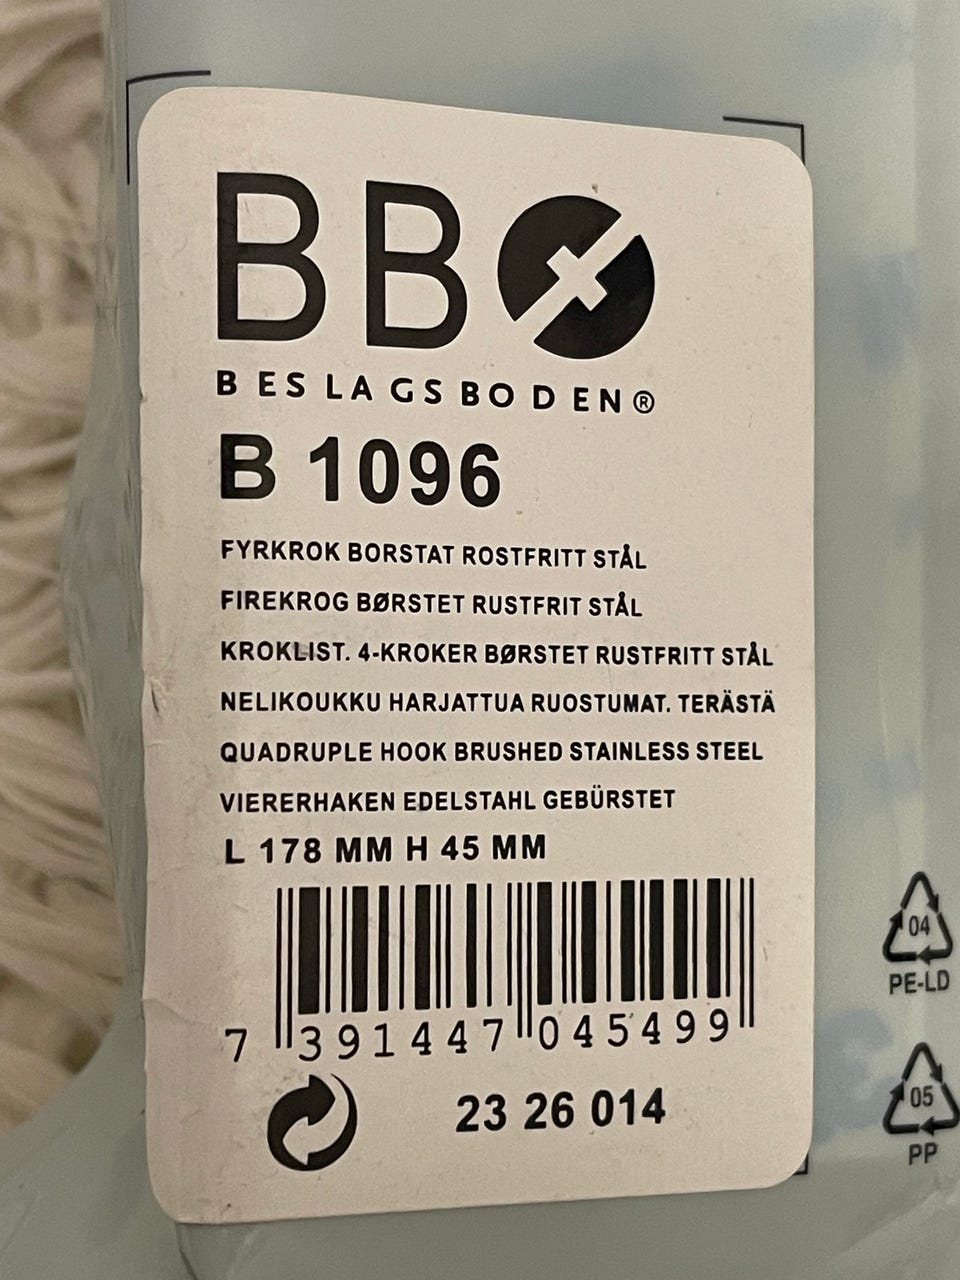 BB
BESLAGSBODEN®
B 1096
FYRKROK BORSTAT ROSTFRITT STÅL
FIREKROG BØRSTET RUSTFRIT STÅL
KROKLIST. 4-KROKER BØRSTET RUSTFRITT STÅL
NELIKOUKKU HARJATTUA RUOSTUMAT. TERÄSTÄ
QUADRUPLE HOOK BRUSHED STAINLESS STEEL
VIERERHAKEN EDELSTAHL GEBÜRSTET
L 178 MM H 45 MM
7 391447 045499
23 26 014
04
PE-LD
05
PP